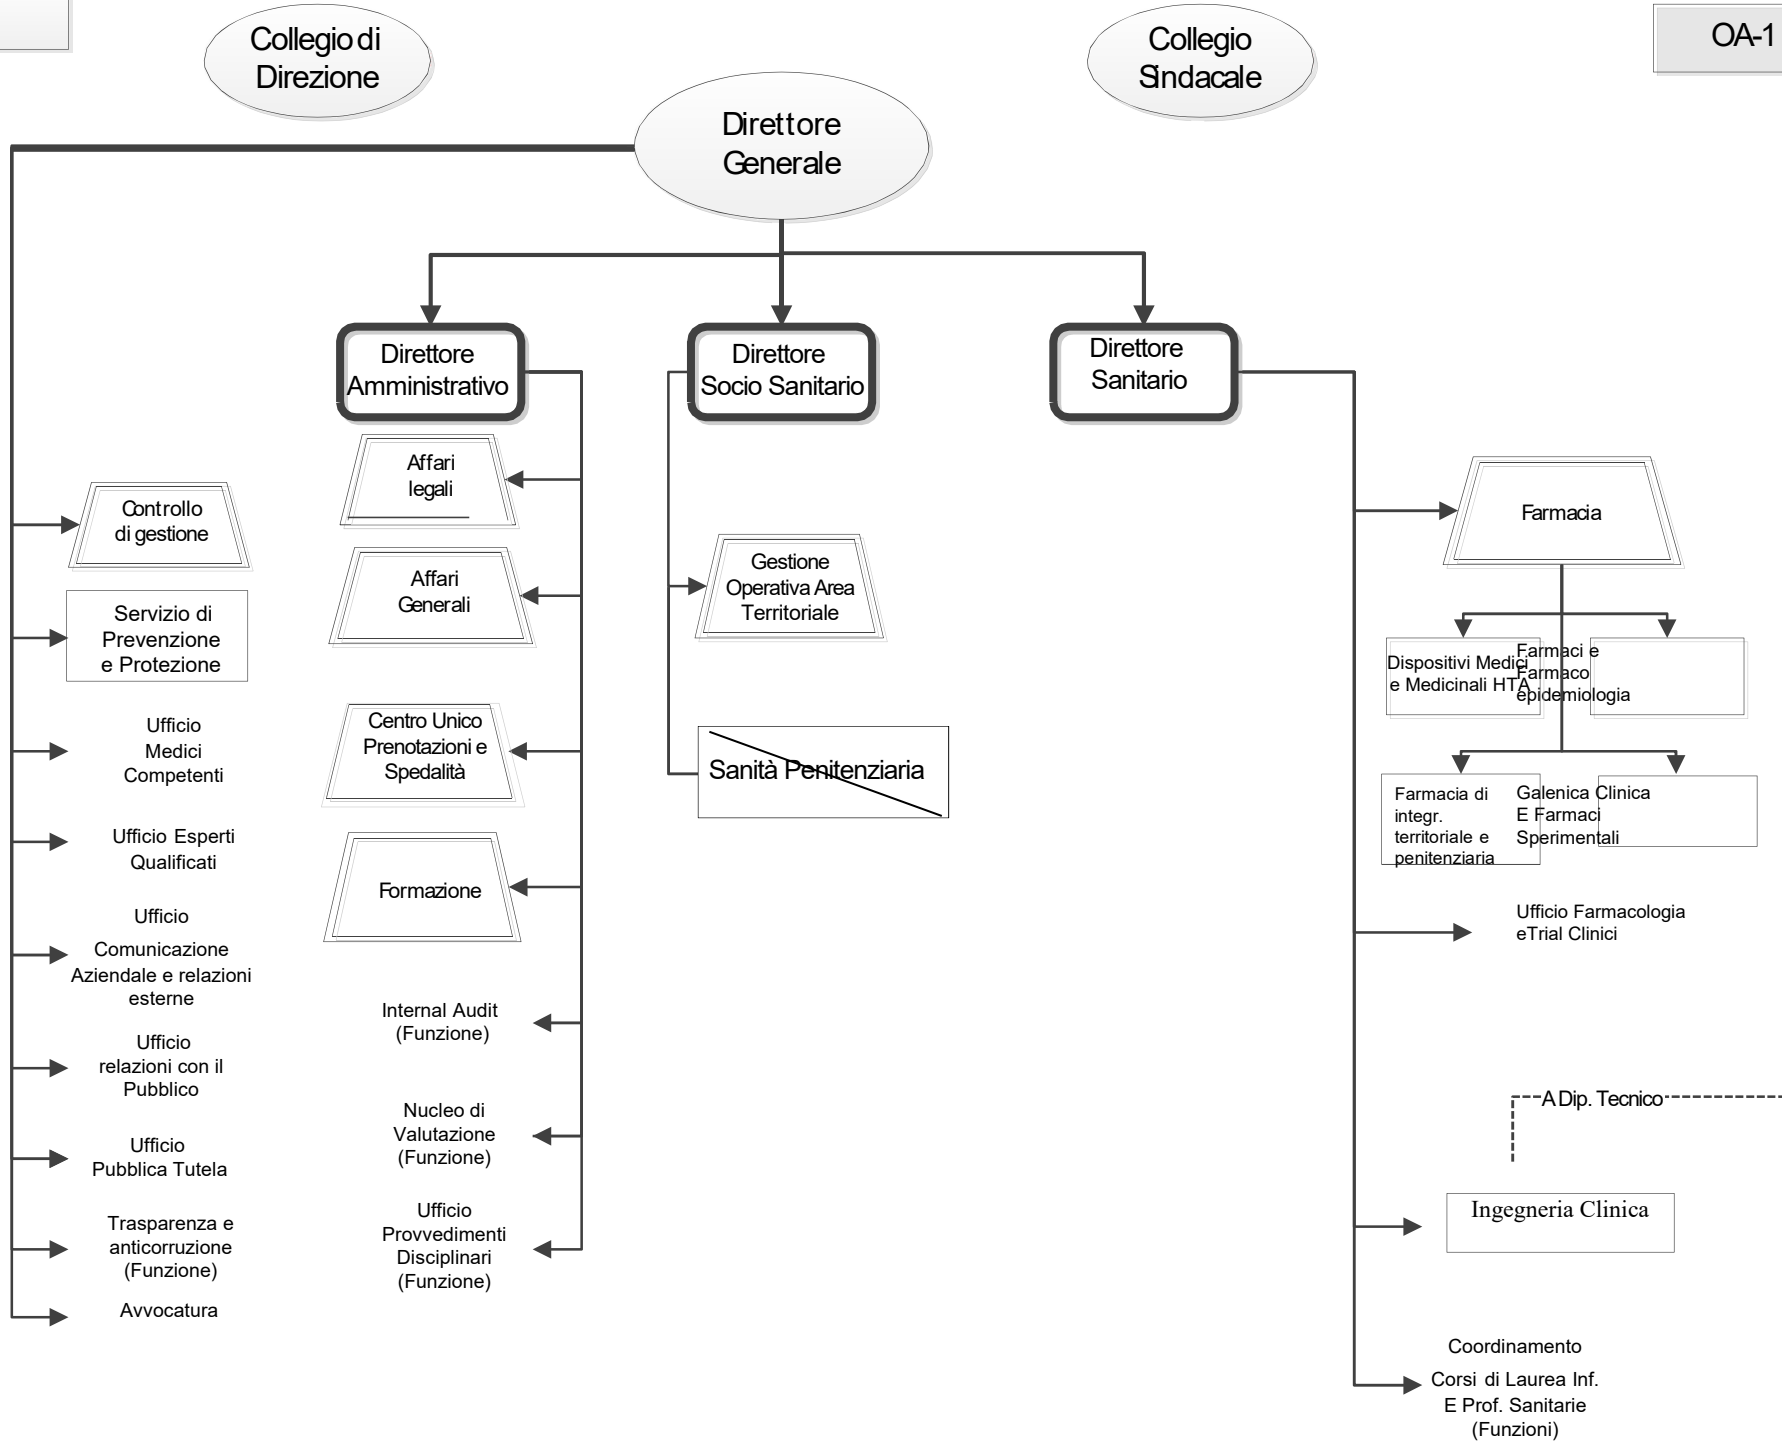 Collegio di
Direzione
Collegio
Sindacale
OA-1
Direttore
Generale
Direttore
Amministrativo
Direttore
Socio Sanitario
Direttore
Sanitario
Controllo
di gestione
Servizio di
Prevenzione
e Protezione
Ufficio
Medici
Competenti
Ufficio Esperti
Qualificati
Ufficio
Comunicazione
Aziendale e relazioni
esterne
Ufficio
relazioni con il
Pubblico
Ufficio
Pubblica Tutela
Trasparenza e
anticorruzione
(Funzione)
Avvocatura
Affari
legali
Affari
Generali
Centro Unico
Prenotazioni e
Spedalità
Formazione
Internal Audit
(Funzione)
Nucleo di
Valutazione
(Funzione)
Ufficio
Provvedimenti
Disciplinari
(Funzione)
Gestione
Operativa Area
Territoriale
Sanità Penitenziaria
Farmacia
Dispositivi Medici
e Medicinali HTA
Farmaci e
Farmaco
epidemiologia
Farmacia di
integr.
territoriale e
penitenziaria
Galenica Clinica
E Farmaci
Sperimentali
Ufficio Farmacologia
eTrial Clinici
A Dip. Tecnico
Ingegneria Clinica
Coordinamento
Corsi di Laurea Inf.
E Prof. Sanitarie
(Funzioni)